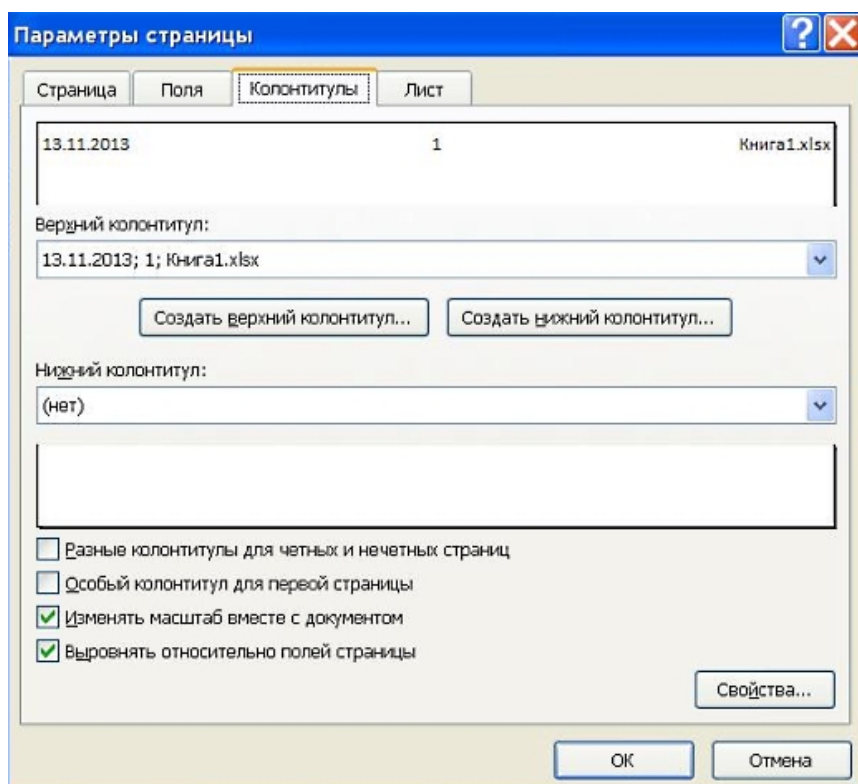 Параметры страницы
Страница Поля Колонтитулы Лист
13.11.2013 1 Книга1.xlsx
Верхний колонтитул:
13.11.2013; 1; Книга1.xlsx
Создать верхний колонтитул... Создать нижний колонтитул...
Нижний колонтитул:
(нет)
Разные колонтитулы для четных и нечетных страниц
Особый колонтитул для первой страницы
Изменять масштаб вместе с документом
Выровнять относительно полей страницы
Свойства...
ОК Отмена